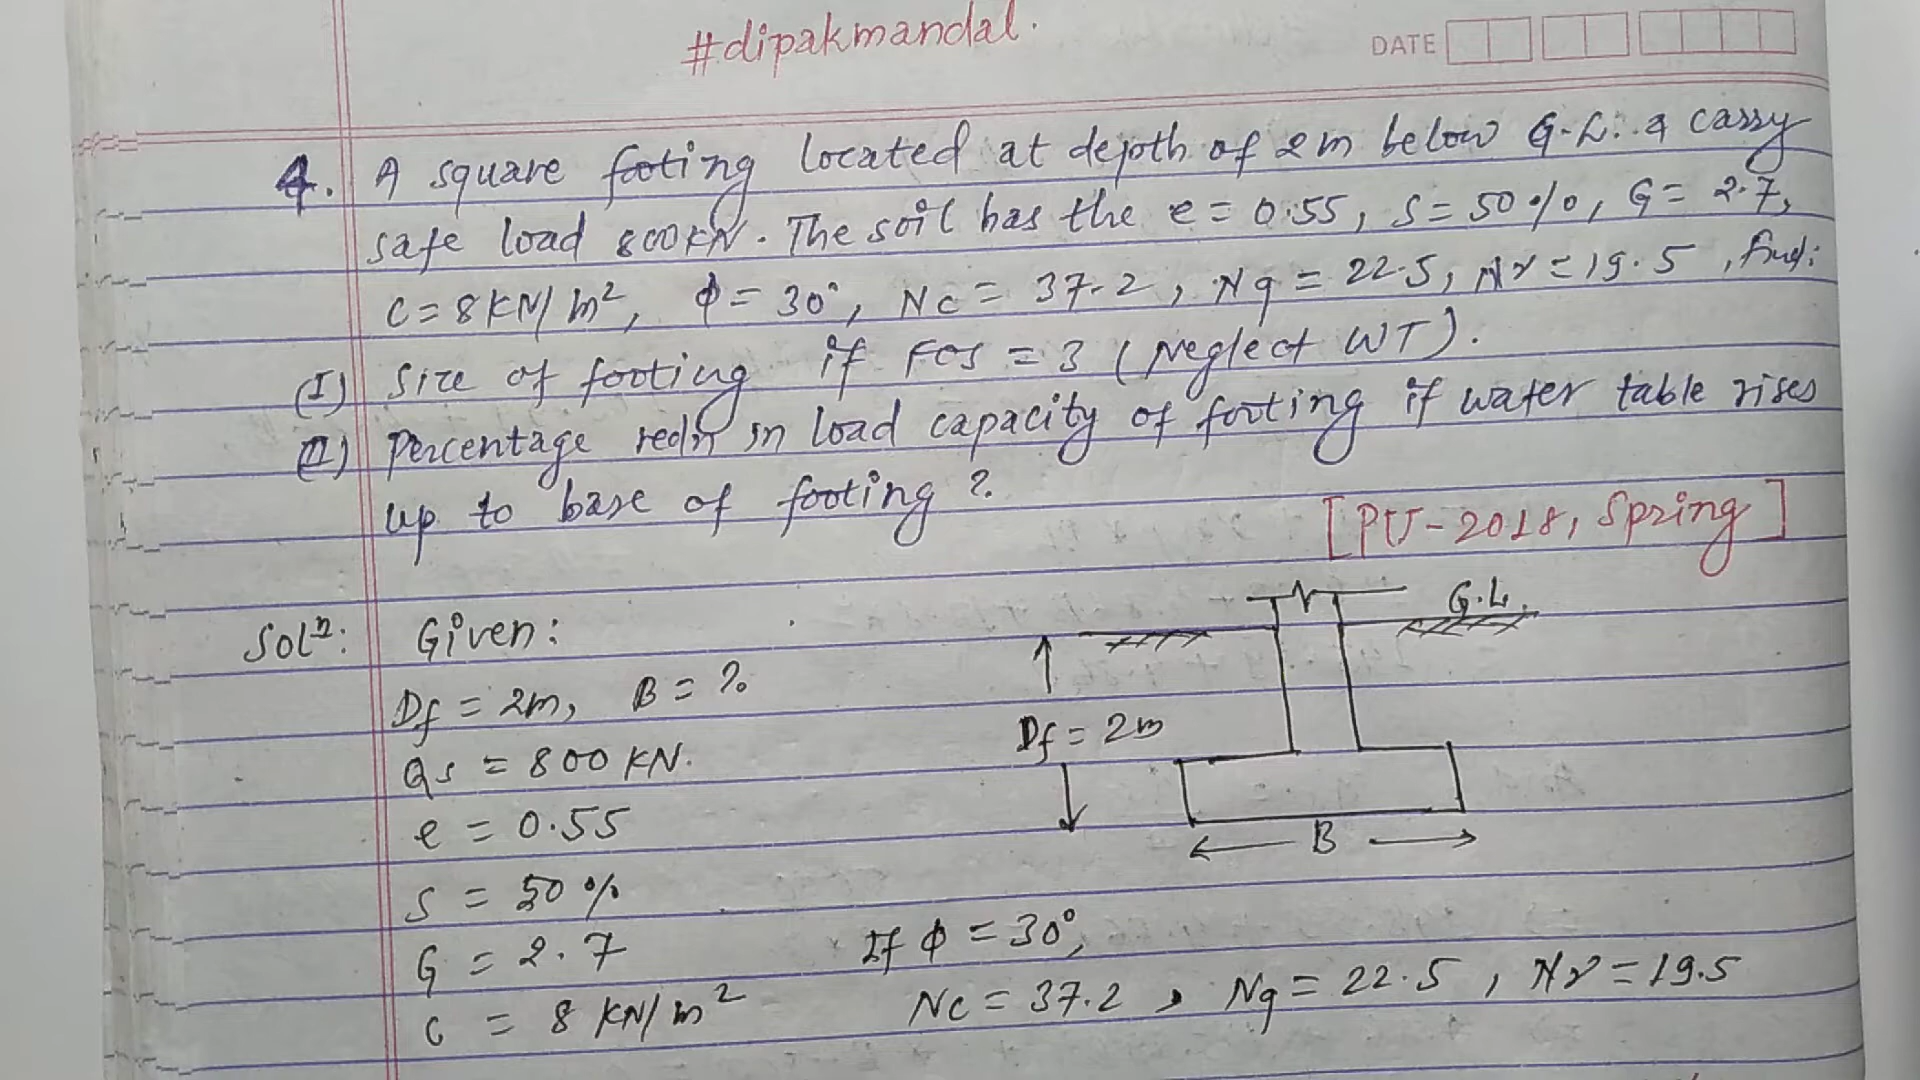 #dipakmandal.
DATE
4. A square footing located at depth of 2m below G.L. & carry
safe load 800KN. The soil has the e = 0.55, S = 50%, G = 2.7,
C = 8KN/m², ϕ = 30°, Nc = 37.2, Nq = 22.5, Nγ = 19.5, find:
(I) Size of footing if FOS = 3 (Neglect WT).
(II) Percentage redⁿ in load capacity of footing if water table rises
up to base of footing?
[PU-2018, Spring]
Solⁿ: Given:
G.L.
Df = 2m, B = ?
Df = 2m
Qs = 800 KN.
e = 0.55
B
S = 50%
G = 2.7
If ϕ = 30°,
C = 8 KN/m²
Nc = 37.2, Nq = 22.5, Nγ = 19.5